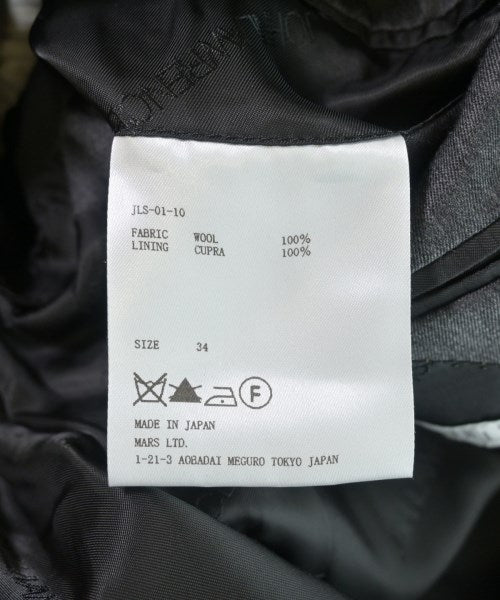 JLS-01-10
FABRIC WOOL 100%
LINING CUPRA 100%
SIZE 34
F
MADE IN JAPAN
MARS LTD.
1-21-3 AOBADAI MEGURO TOKYO JAPAN